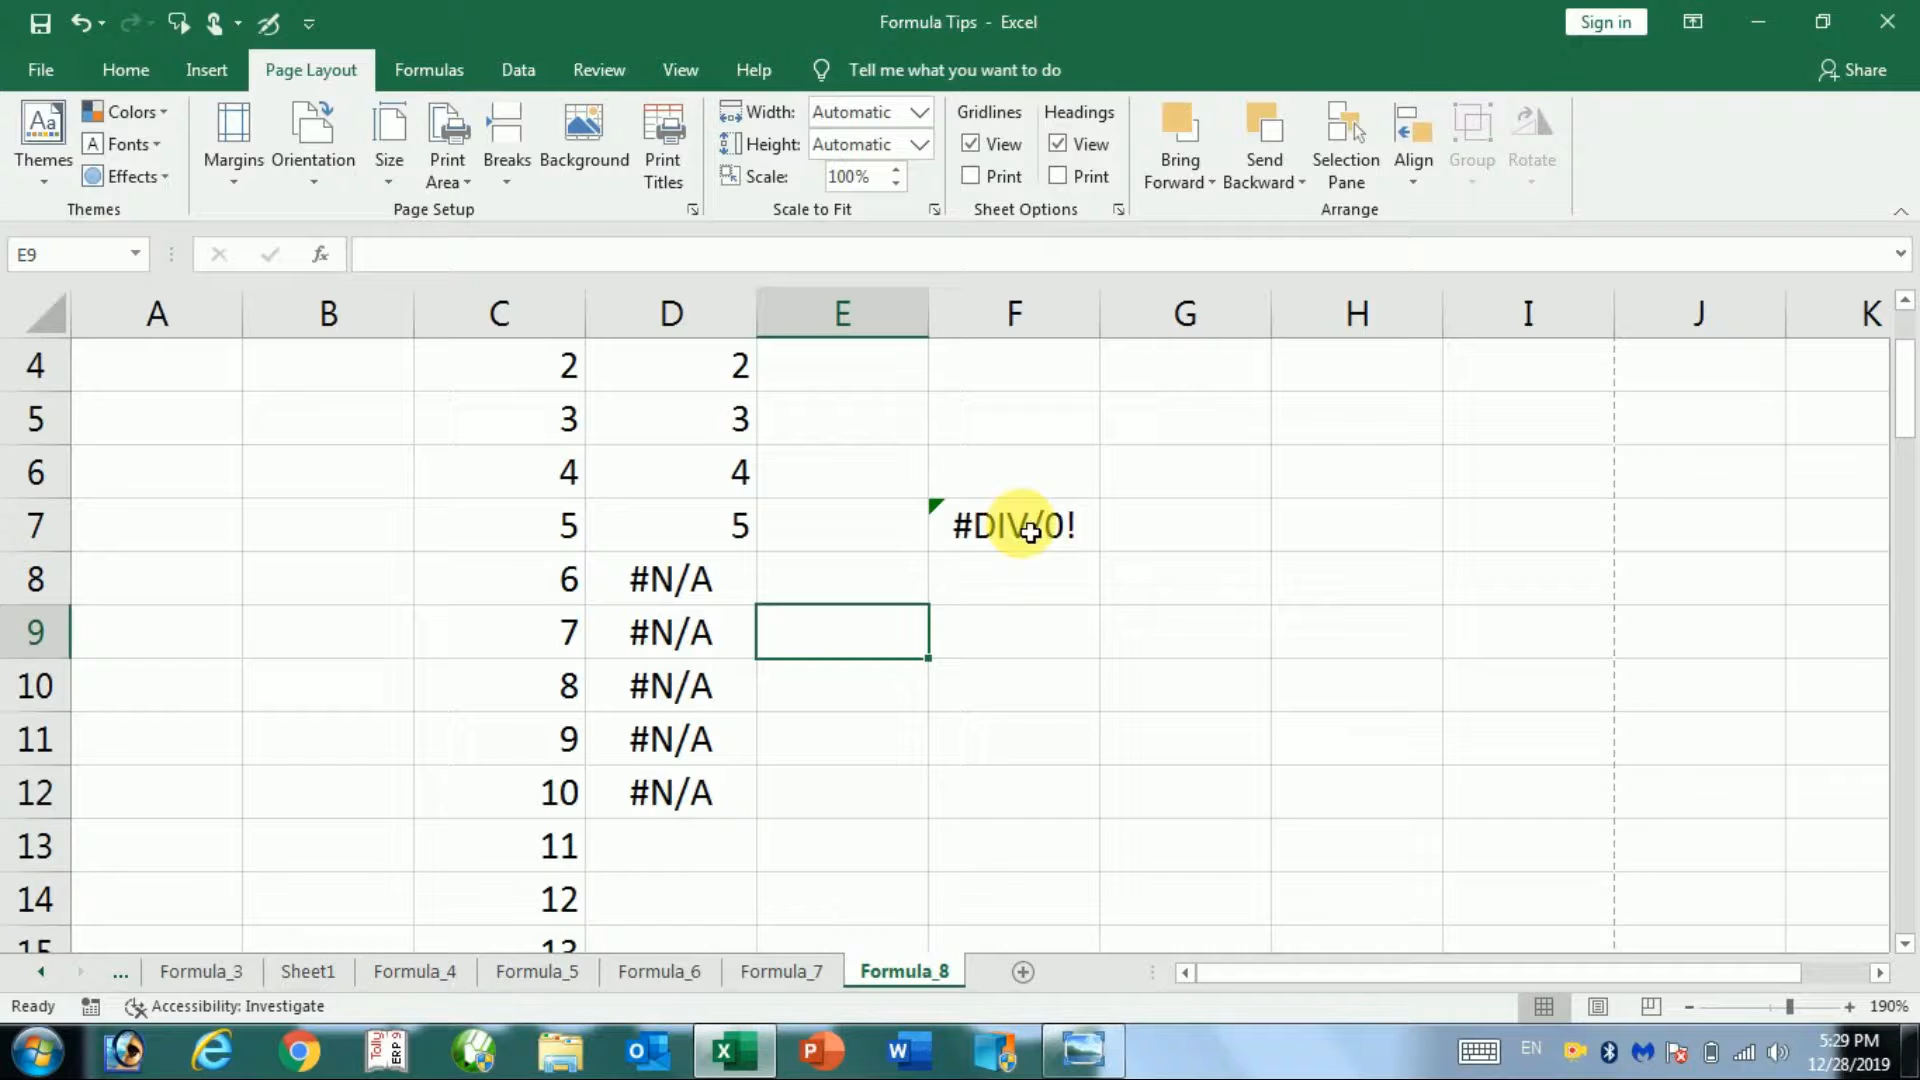 Formula Tips - Excel
Sign in
File Home Insert Page Layout Formulas Data Review View Help Tell me what you want to do Share
Themes Colors Fonts Effects
Margins Orientation Size Print Area Breaks Background Print Titles
Width: Automatic
Height: Automatic
Scale: 100%
Gridlines Headings
View View
Print Print
Bring Forward Send Backward Selection Pane Align Group Rotate
Themes Page Setup Scale to Fit Sheet Options Arrange
E9 fx
A B C D E F G H I J K
4 2 2
5 3 3
6 4 4
7 5 5 #DIV/0!
8 6 #N/A
9 7 #N/A
10 8 #N/A
11 9 #N/A
12 10 #N/A
13 11
14 12
15 13
... Formula_3 Sheet1 Formula_4 Formula_5 Formula_6 Formula_7 Formula_8
Ready Accessibility: Investigate 190%
Tally ERP 9
EN 5:29 PM
12/28/2019